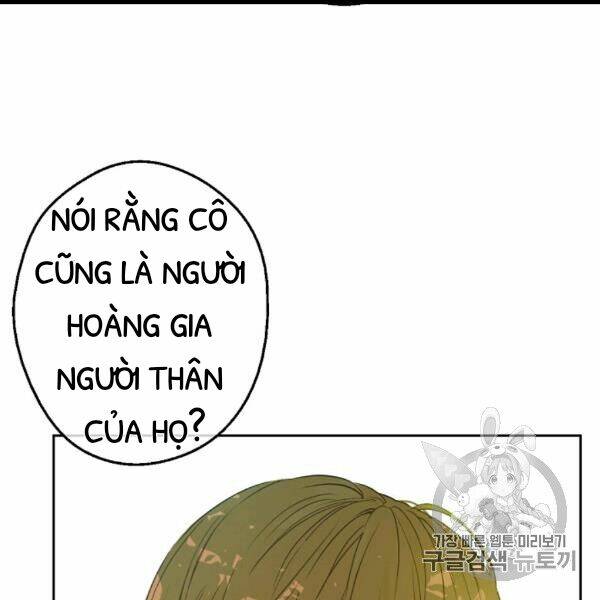 NÓI RẰNG CÔ
CŨNG LÀ NGƯỜI
HOÀNG GIA
NGƯỜI THÂN
CỦA HỌ?
가장 빠른 웹툰 미리보기
구글검색 뉴토끼